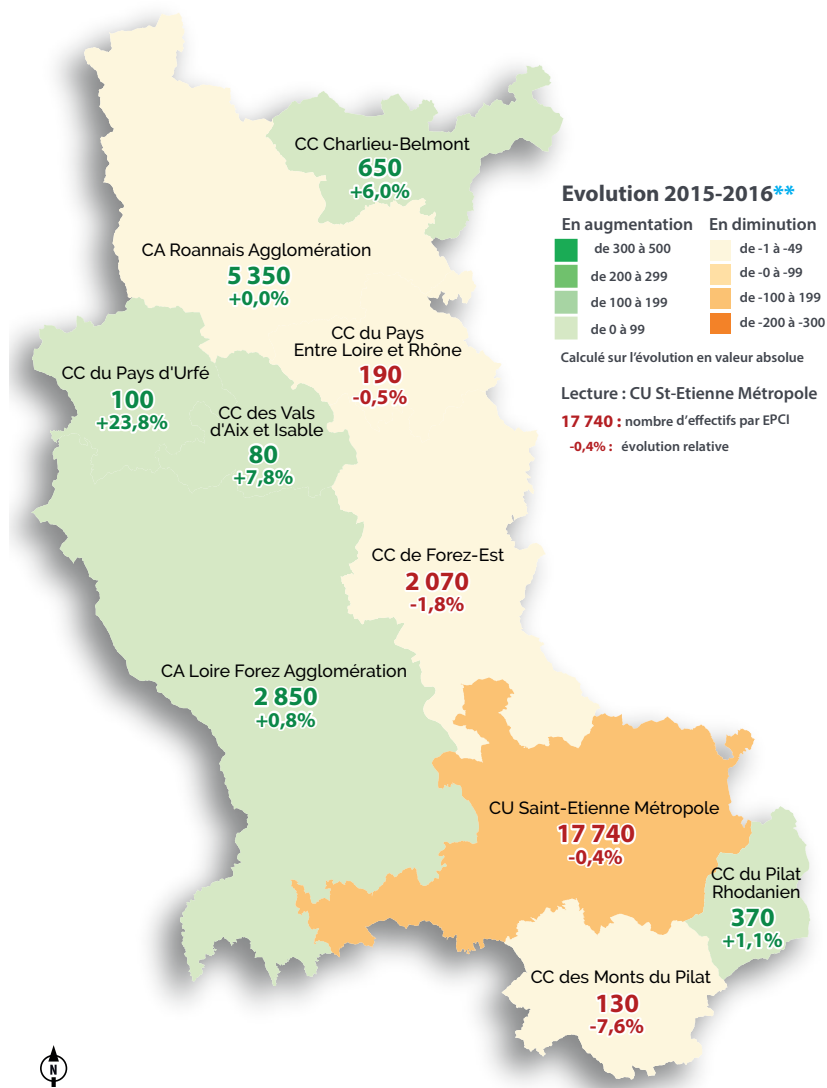 CC Charlieu-Belmont
650
+6,0%
CA Roannais Agglomération
5 350
+0,0%
CC du Pays
Entre Loire et Rhône
190
-0,5%
CC du Pays d'Urfé
100
+23,8%
CC des Vals
d'Aix et Isable
80
+7,8%
CC de Forez-Est
2 070
-1,8%
CA Loire Forez Agglomération
2 850
+0,8%
CU Saint-Etienne Métropole
17 740
-0,4%
CC du Pilat
Rhodanien
370
+1,1%
CC des Monts du Pilat
130
-7,6%
Evolution 2015-2016**
En augmentation
de 300 à 500
de 200 à 299
de 100 à 199
de 0 à 99
En diminution
de -1 à -49
de -0 à -99
de -100 à 199
de -200 à -300
Calculé sur l'évolution en valeur absolue
Lecture : CU St-Etienne Métropole
17 740 : nombre d'effectifs par EPCI
-0,4% : évolution relative
N